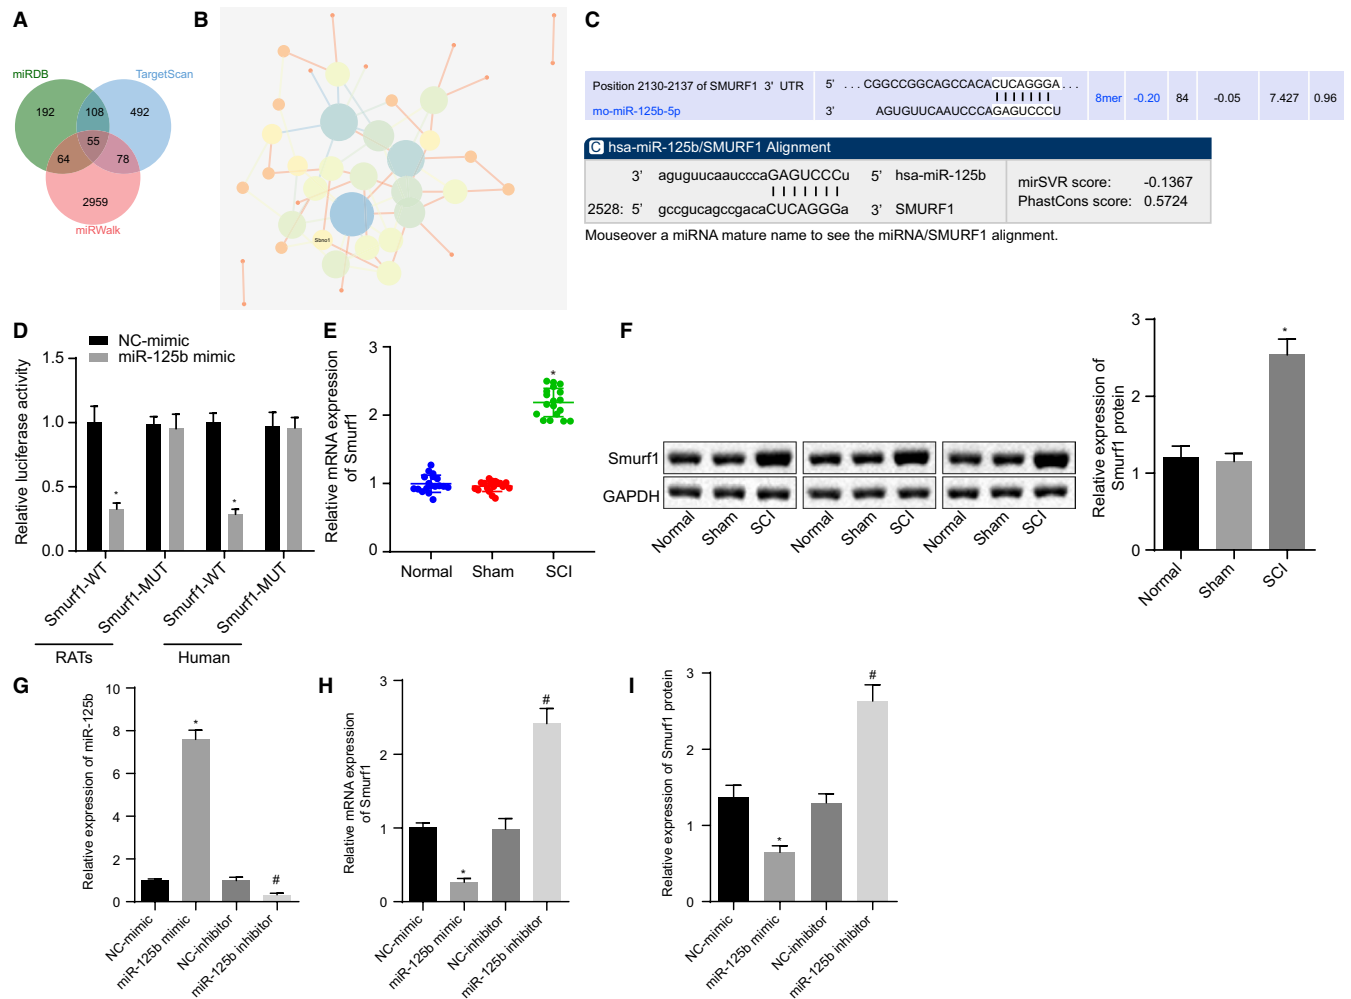 A
miRDB
TargetScan
192
108
492
55
64
78
2959
miRWalk
B
Sbno1
C
Position 2130-2137 of SMURF1 3' UTR
5' ... CGGCCGGCAGCCACACUCAGGGA...
mo-miR-125b-5p
3' AGUGUUCAAUCCCAGAGUCCCU
8mer
-0.20
84
-0.05
7.427
0.96
C hsa-miR-125b/SMURF1 Alignment
3' aguguucaaucccaGAGUCCCu 5' hsa-miR-125b
2528: 5' gccgucagccgacaCUCAGGGa 3' SMURF1
mirSVR score: -0.1367
PhastCons score: 0.5724
Mouseover a miRNA mature name to see the miRNA/SMURF1 alignment.
D
NC-mimic
miR-125b mimic
Relative luciferase activity
1.5
1.0
0.5
0.0
*
*
Smurf1-WT
Smurf1-MUT
Smurf1-WT
Smurf1-MUT
RATs
Human
E
Relative mRNA expression
of Smurf1
3
2
1
0
*
Normal
Sham
SCI
F
Smurf1
GAPDH
Normal
Sham
SCI
Normal
Sham
SCI
Normal
Sham
SCI
Relative expression of
Smurf1 protein
3
2
1
0
*
Normal
Sham
SCI
G
Relative expression of miR-125b
10
8
6
4
2
0
*
#
NC-mimic
miR-125b mimic
NC-inhibitor
miR-125b inhibitor
H
Relative mRNA expression
of Smurf1
3
2
1
0
*
#
NC-mimic
miR-125b mimic
NC-inhibitor
miR-125b inhibitor
I
Relative expression of Smurf1 protein
3
2
1
0
*
#
NC-mimic
miR-125b mimic
NC-inhibitor
miR-125b inhibitor